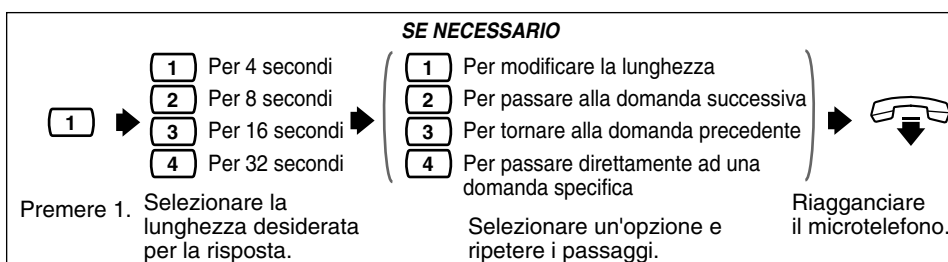 SE NECESSARIO
1
Premere 1.
1 Per 4 secondi
2 Per 8 secondi
3 Per 16 secondi
4 Per 32 secondi
Selezionare la
lunghezza desiderata
per la risposta.
1 Per modificare la lunghezza
2 Per passare alla domanda successiva
3 Per tornare alla domanda precedente
4 Per passare direttamente ad una
domanda specifica
Selezionare un'opzione e
ripetere i passaggi.
Riagganciare
il microtelefono.